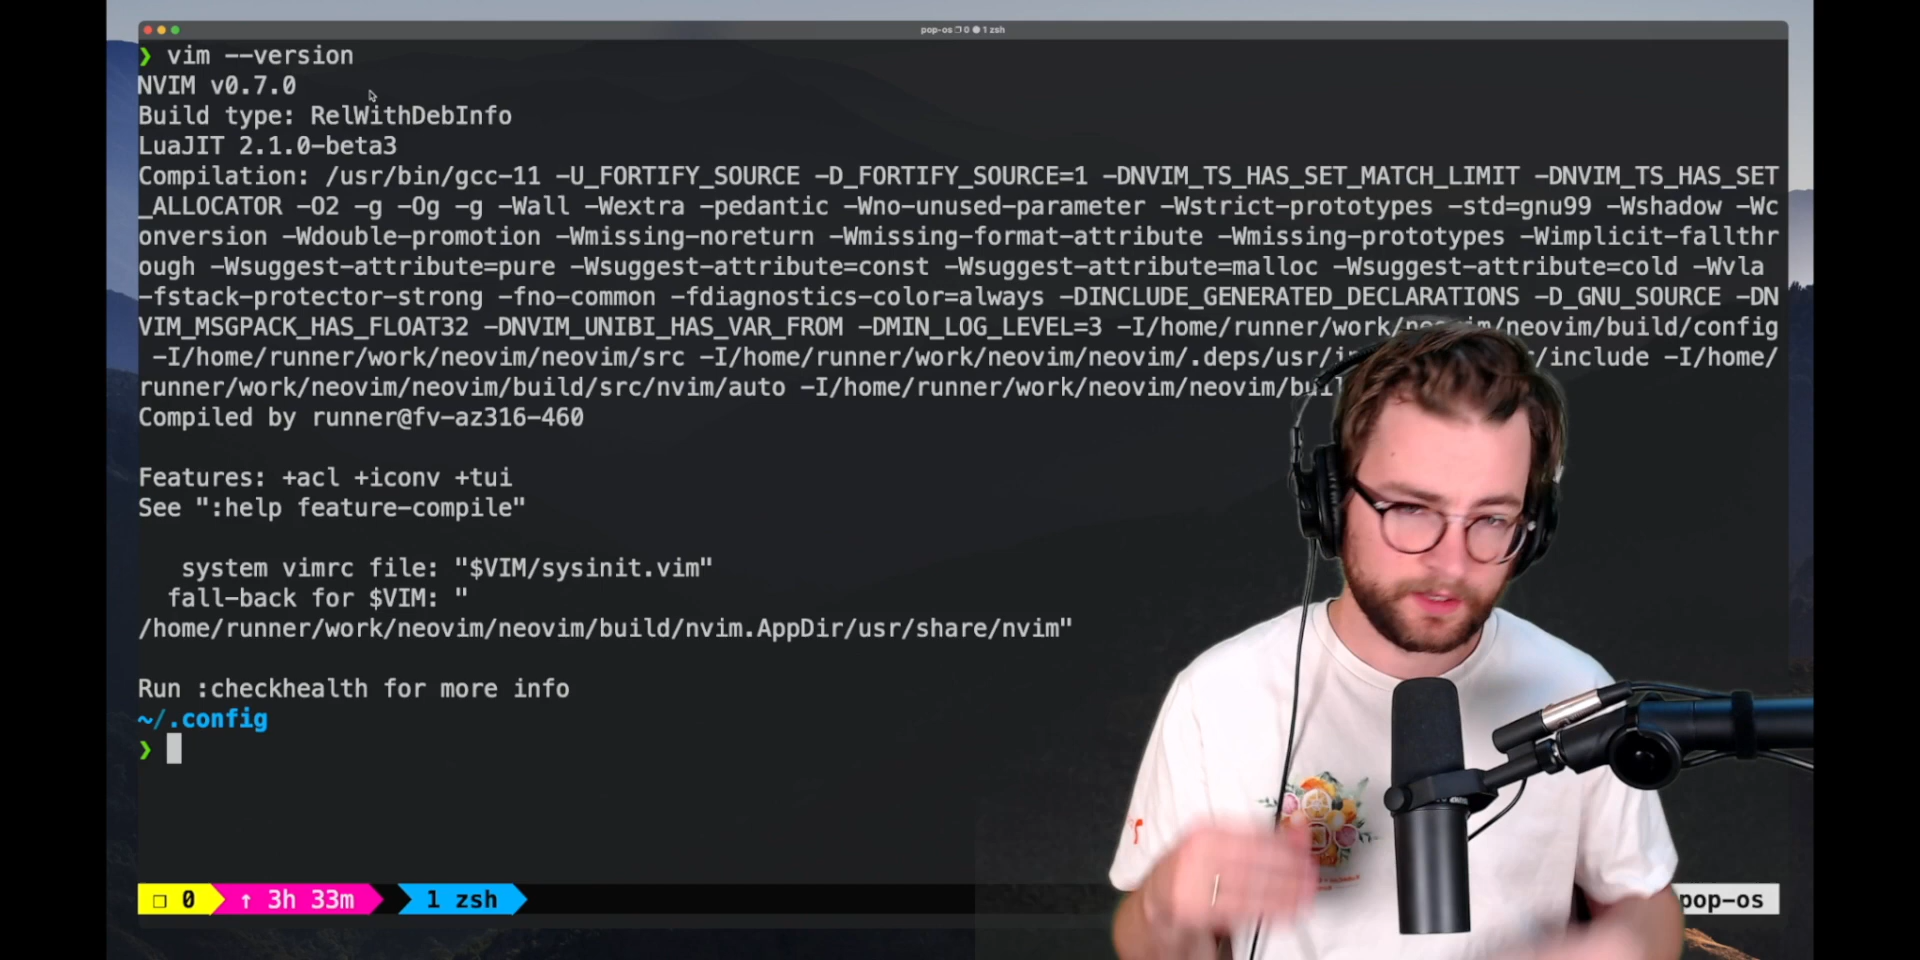 pop-os ❐ 0 ● 1 zsh
❯ vim --version
NVIM v0.7.0
Build type: RelWithDebInfo
LuaJIT 2.1.0-beta3
Compilation: /usr/bin/gcc-11 -U_FORTIFY_SOURCE -D_FORTIFY_SOURCE=1 -DNVIM_TS_HAS_SET_MATCH_LIMIT -DNVIM_TS_HAS_SET
_ALLOCATOR -O2 -g -Og -g -Wall -Wextra -pedantic -Wno-unused-parameter -Wstrict-prototypes -std=gnu99 -Wshadow -Wc
onversion -Wdouble-promotion -Wmissing-noreturn -Wmissing-format-attribute -Wmissing-prototypes -Wimplicit-fallthr
ough -Wsuggest-attribute=pure -Wsuggest-attribute=const -Wsuggest-attribute=malloc -Wsuggest-attribute=cold -Wvla
-fstack-protector-strong -fno-common -fdiagnostics-color=always -DINCLUDE_GENERATED_DECLARATIONS -D_GNU_SOURCE -DN
VIM_MSGPACK_HAS_FLOAT32 -DNVIM_UNIBI_HAS_VAR_FROM -DMIN_LOG_LEVEL=3 -I/home/runner/work/neovim/neovim/build/config
-I/home/runner/work/neovim/neovim/src -I/home/runner/work/neovim/neovim/.deps/usr/ /include -I/home/
runner/work/neovim/neovim/build/src/nvim/auto -I/home/runner/work/neovim/neovim/
Compiled by runner@fv-az316-460
Features: +acl +iconv +tui
See ":help feature-compile"
system vimrc file: "$VIM/sysinit.vim"
fall-back for $VIM: "
/home/runner/work/neovim/neovim/build/nvim.AppDir/usr/share/nvim"
Run :checkhealth for more info
~/.config
❯
❐ 0 ↑ 3h 33m 1 zsh pop-os